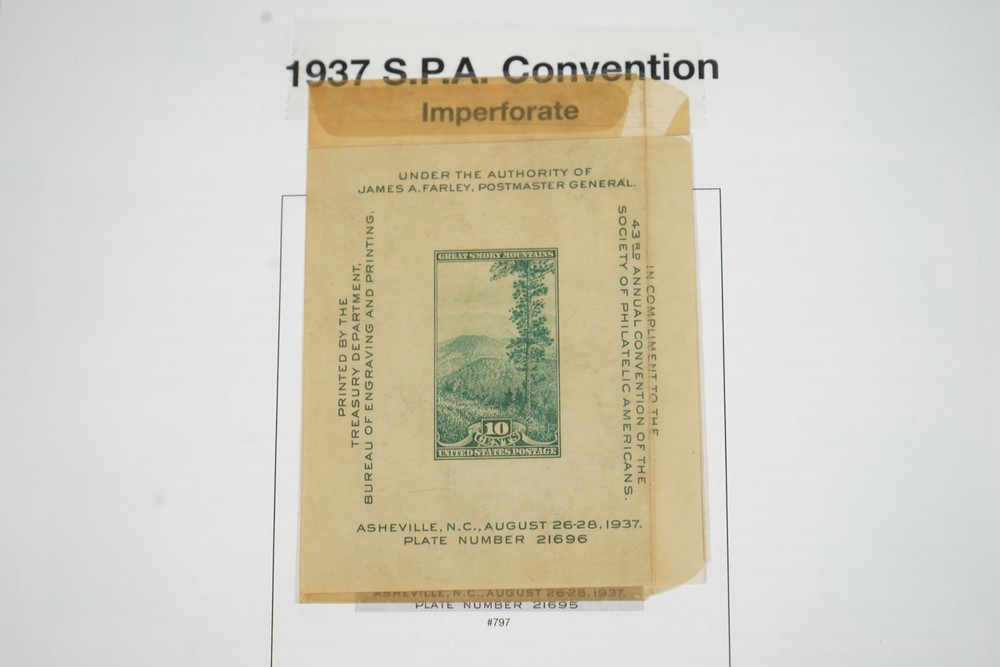 1937 S.P.A. Convention
Imperforate
UNDER THE AUTHORITY OF
JAMES A. FARLEY, POSTMASTER GENERAL.
PRINTED BY THE
TREASURY DEPARTMENT,
BUREAU OF ENGRAVING AND PRINTING.
GREAT SMOKY MOUNTAINS
10
CENTS
UNITED STATES POSTAGE
IN COMPLIMENT TO THE
43RD ANNUAL CONVENTION OF THE
SOCIETY OF PHILATELIC AMERICANS.
ASHEVILLE, N.C., AUGUST 26-28, 1937.
PLATE NUMBER 21696
ASHEVILLE, N.C., AUGUST 26-28, 1937.
PLATE NUMBER 21695
#797